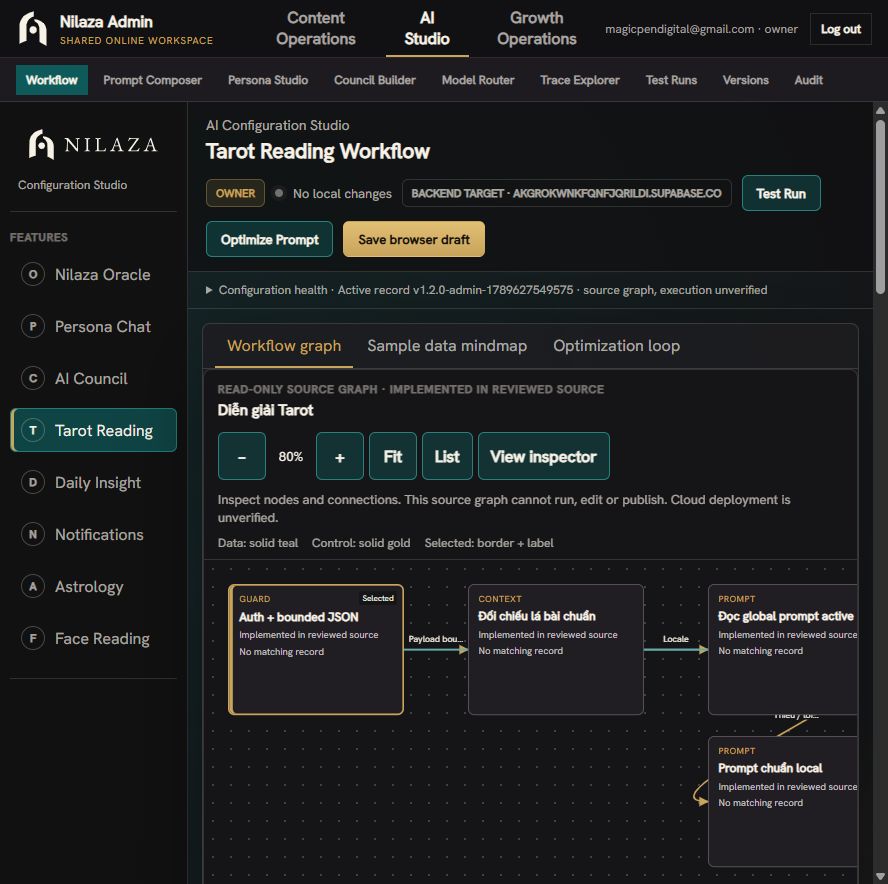 Nilaza Admin
SHARED ONLINE WORKSPACE
Content
Operations
AI
Studio
Growth
Operations
magicpendigital@gmail.com · owner
Log out
Workflow
Prompt Composer
Persona Studio
Council Builder
Model Router
Trace Explorer
Test Runs
Versions
Audit
NILAZA
Configuration Studio
FEATURES
O Nilaza Oracle
P Persona Chat
C AI Council
T Tarot Reading
D Daily Insight
N Notifications
A Astrology
F Face Reading
AI Configuration Studio
Tarot Reading Workflow
OWNER
No local changes
BACKEND TARGET · AKGROKWNKFQNFJQRILDI.SUPABASE.CO
Test Run
Optimize Prompt
Save browser draft
Configuration health · Active record v1.2.0-admin-1789627549575 · source graph, execution unverified
Workflow graph
Sample data mindmap
Optimization loop
READ-ONLY SOURCE GRAPH · IMPLEMENTED IN REVIEWED SOURCE
Diễn giải Tarot
−
80%
+
Fit
List
View inspector
Inspect nodes and connections. This source graph cannot run, edit or publish. Cloud deployment is
unverified.
Data: solid teal
Control: solid gold
Selected: border + label
GUARD
Selected
Auth + bounded JSON
Implemented in reviewed source
No matching record
Payload bou...
CONTEXT
Đối chiếu lá bài chuẩn
Implemented in reviewed source
No matching record
Locale
PROMPT
Đọc global prompt active
Implemented in reviewed source
No matching record
PROMPT
Prompt chuẩn local
Implemented in reviewed source
No matching record